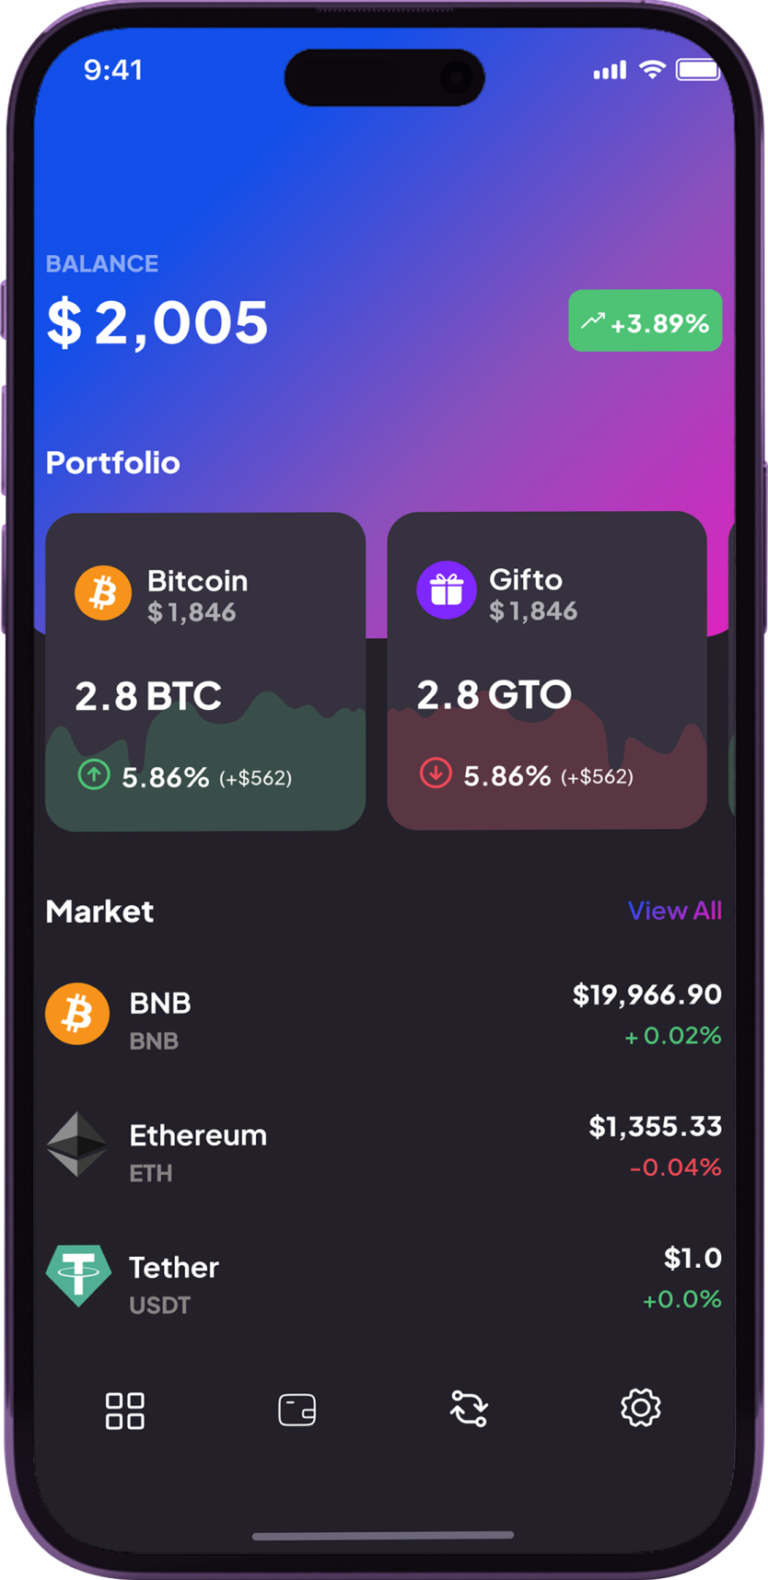 9:41
BALANCE
$ 2,005
+3.89%
Portfolio
Bitcoin
$ 1,846
2.8 BTC
5.86% (+$562)
Gifto
$ 1,846
2.8 GTO
5.86% (+$562)
Market
View All
BNB
$19,966.90
BNB
+ 0.02%
Ethereum
$1,355.33
ETH
-0.04%
Tether
$1.0
USDT
+0.0%